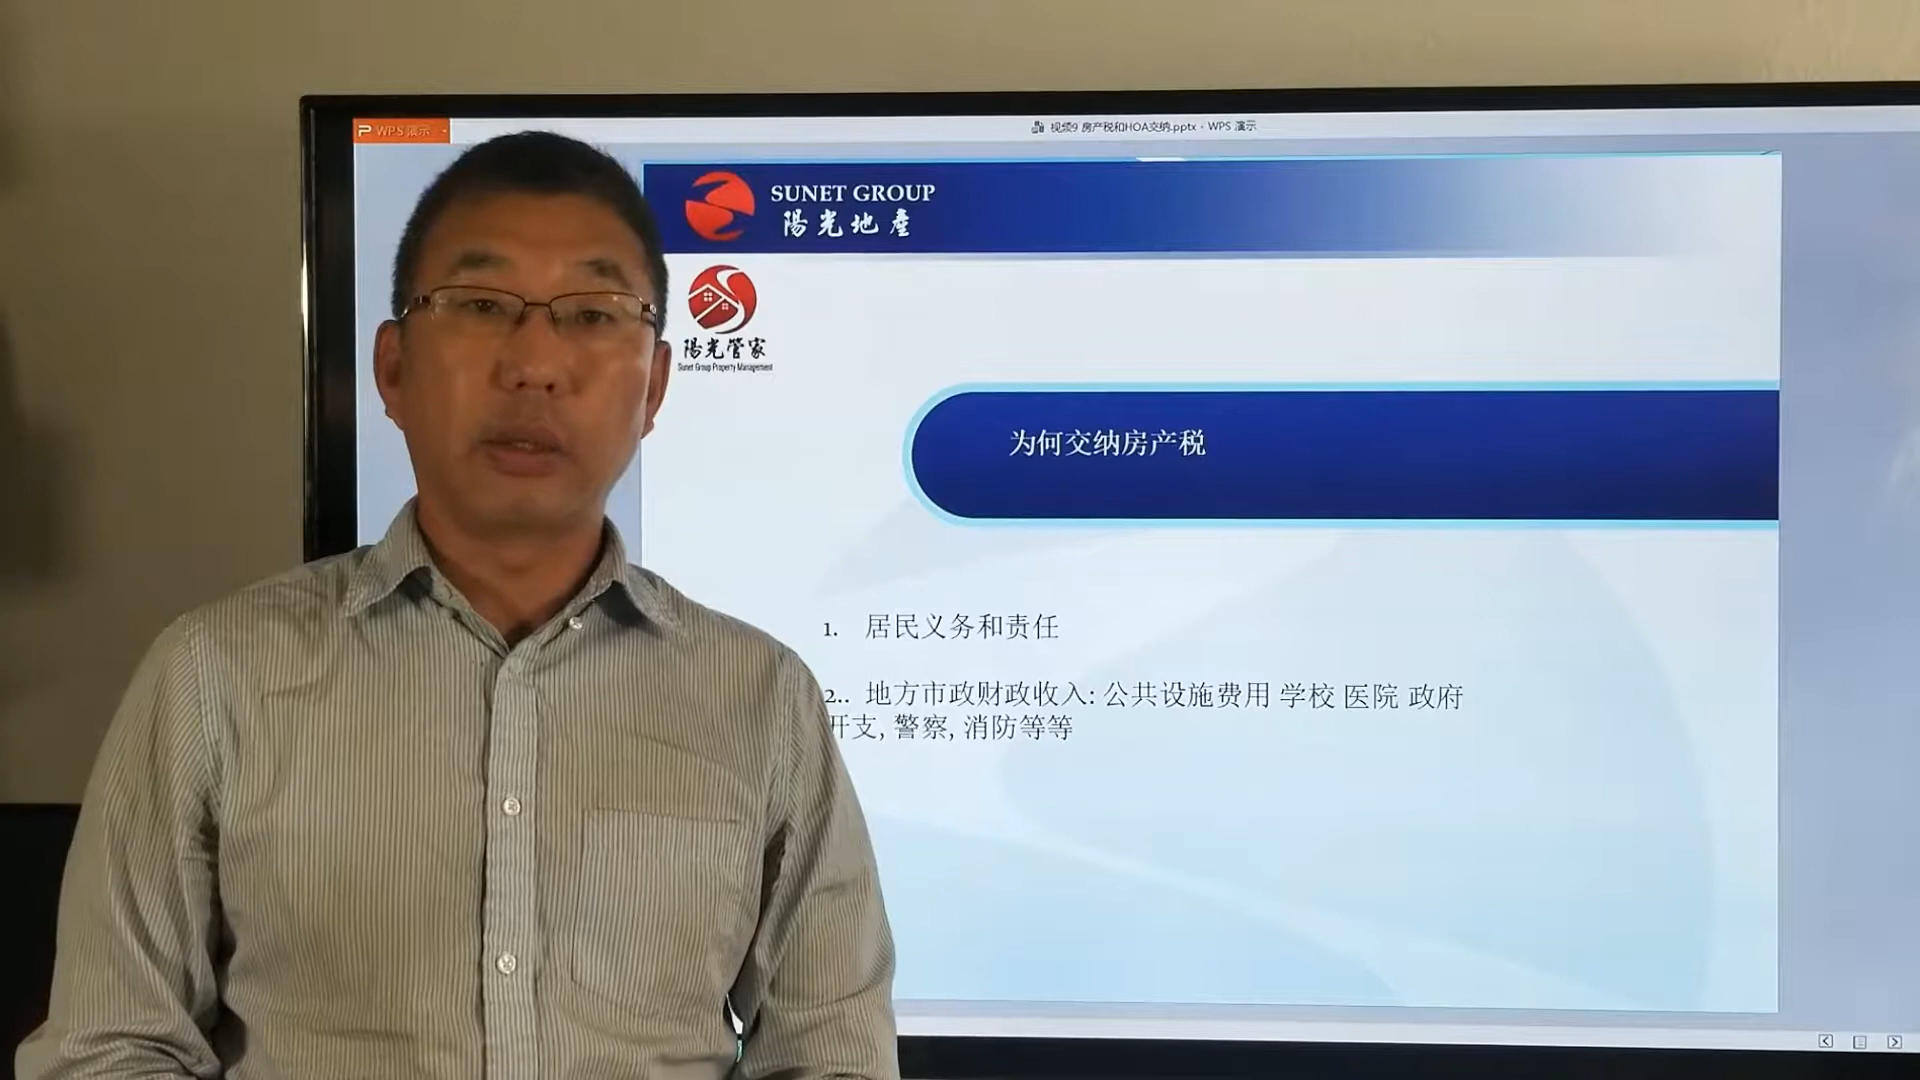 WPS 演示
视频9 房产税和HOA交纳.pptx - WPS 演示
SUNET GROUP
陽光地產
陽光管家
Sunet Group Property Management
为何交纳房产税
1. 居民义务和责任
2.. 地方市政财政收入: 公共设施费用 学校 医院 政府
开支, 警察, 消防等等